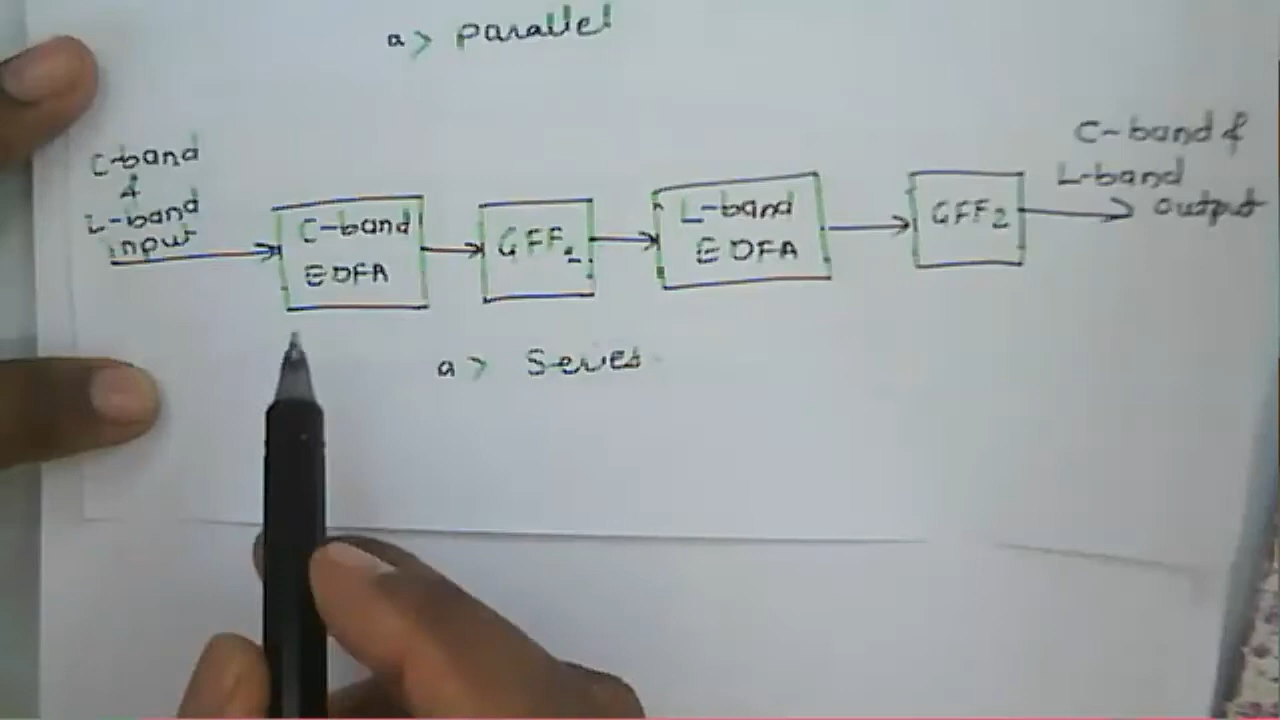 a> Parallel
C-band
&
L-band
input
C-band
EDFA
GFF1
L-band
EDFA
GFF2
C-band &
L-band
output
a> Series